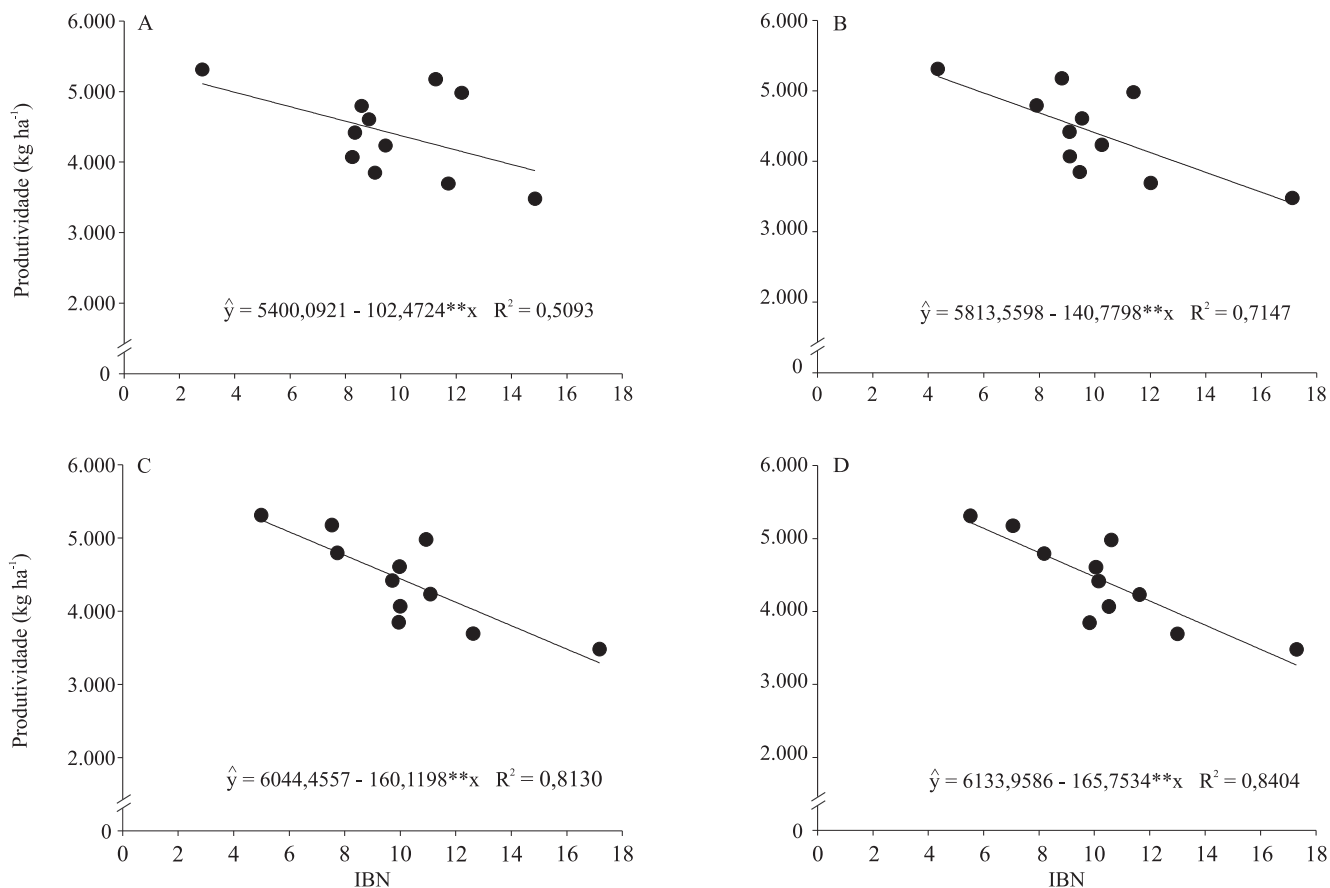 A
6.000
5.000
4.000
3.000
2.000
0
Produtividade (kg ha⁻¹)
ŷ = 5400,0921 - 102,4724**x R² = 0,5093
0 2 4 6 8 10 12 14 16 18
B
6.000
5.000
4.000
3.000
2.000
0
ŷ = 5813,5598 - 140,7798**x R² = 0,7147
0 2 4 6 8 10 12 14 16 18
C
6.000
5.000
4.000
3.000
2.000
0
Produtividade (kg ha⁻¹)
ŷ = 6044,4557 - 160,1198**x R² = 0,8130
0 2 4 6 8 10 12 14 16 18
IBN
D
6.000
5.000
4.000
3.000
2.000
0
ŷ = 6133,9586 - 165,7534**x R² = 0,8404
0 2 4 6 8 10 12 14 16 18
IBN